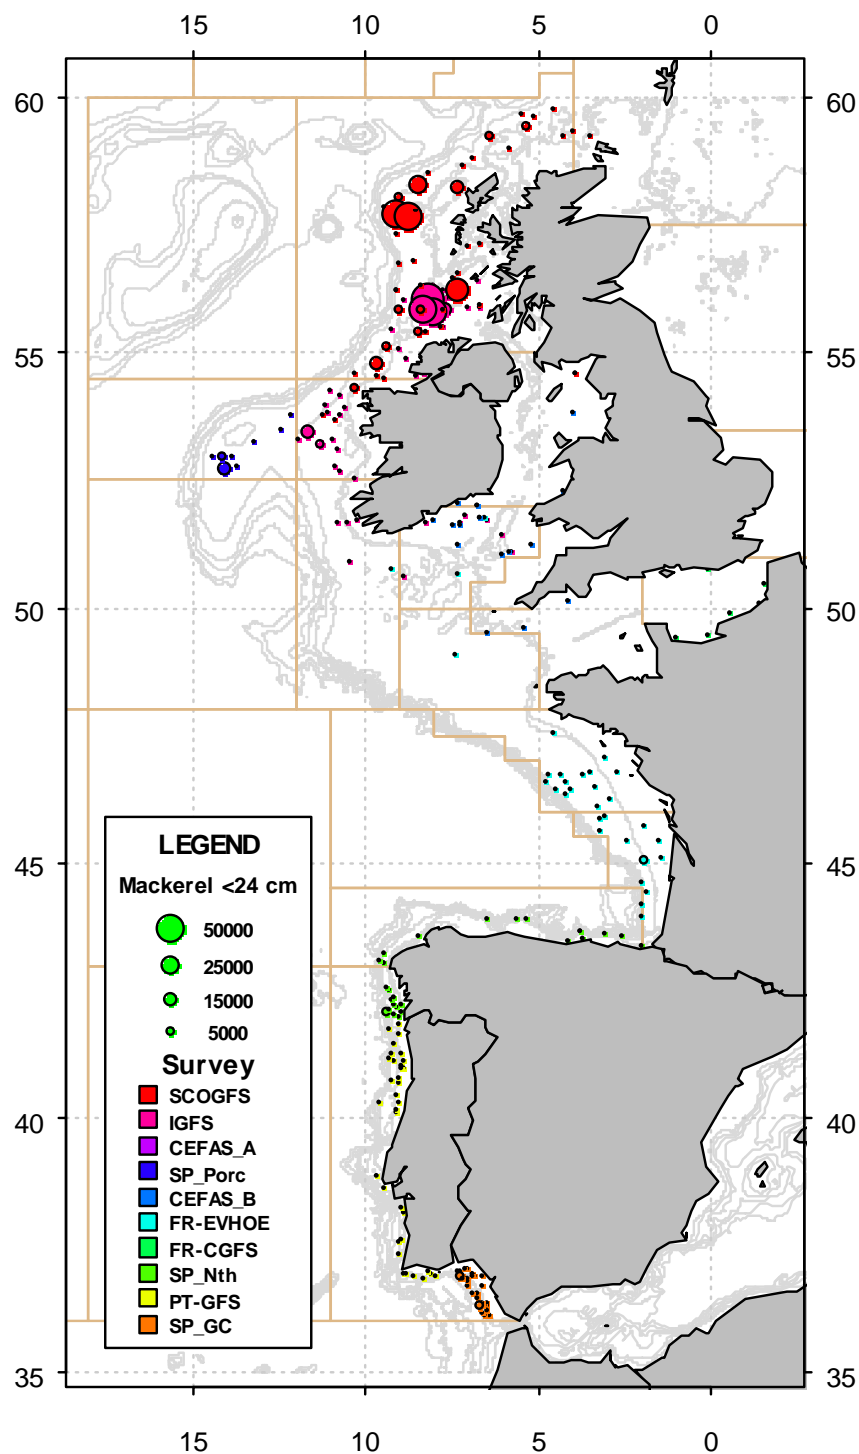 15 10 5 0
60 60
55 55
50 50
45 45
LEGEND
Mackerel <24 cm
50000
25000
15000
5000
Survey
SCOGFS
IGFS
40 40
CEFAS_A
SP_Porc
CEFAS_B
FR-EVHOE
FR-CGFS
SP_Nth
PT-GFS
SP_GC
35 35
15 10 5 0